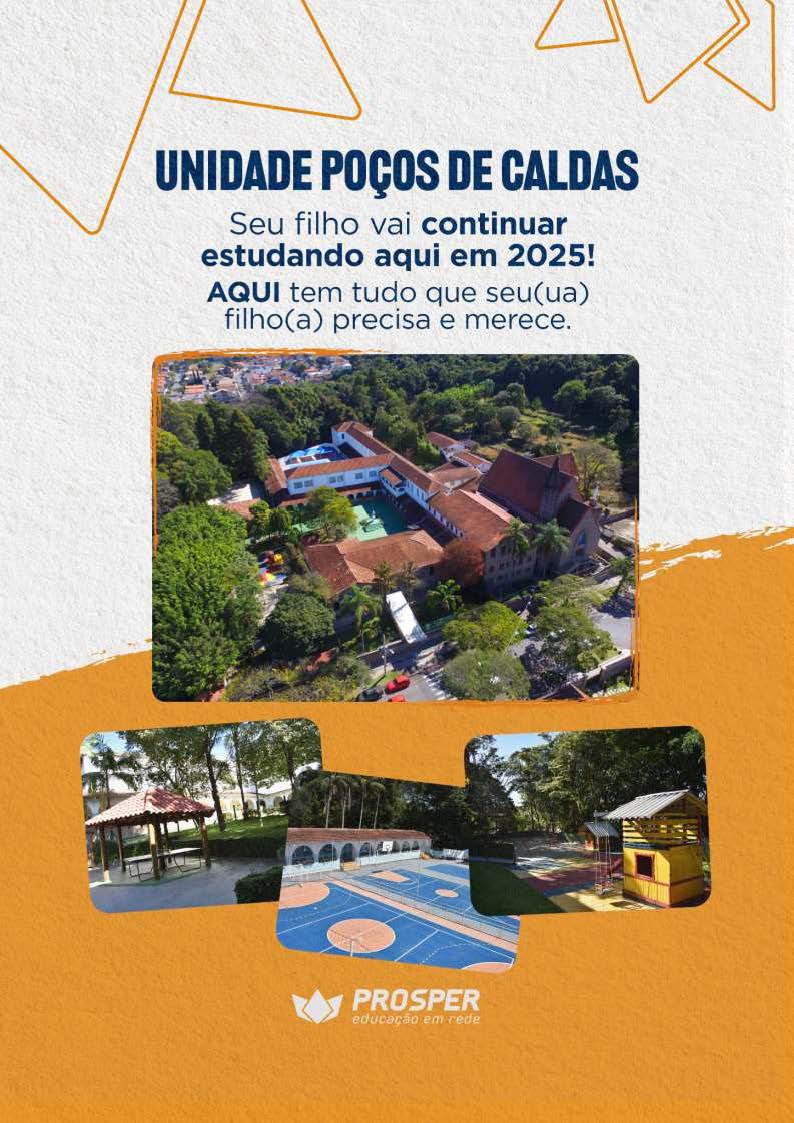 UNIDADE POÇOS DE CALDAS
Seu filho vai continuar
estudando aqui em 2025!
AQUI tem tudo que seu(ua)
filho(a) precisa e merece.
PROSPER
educação em rede